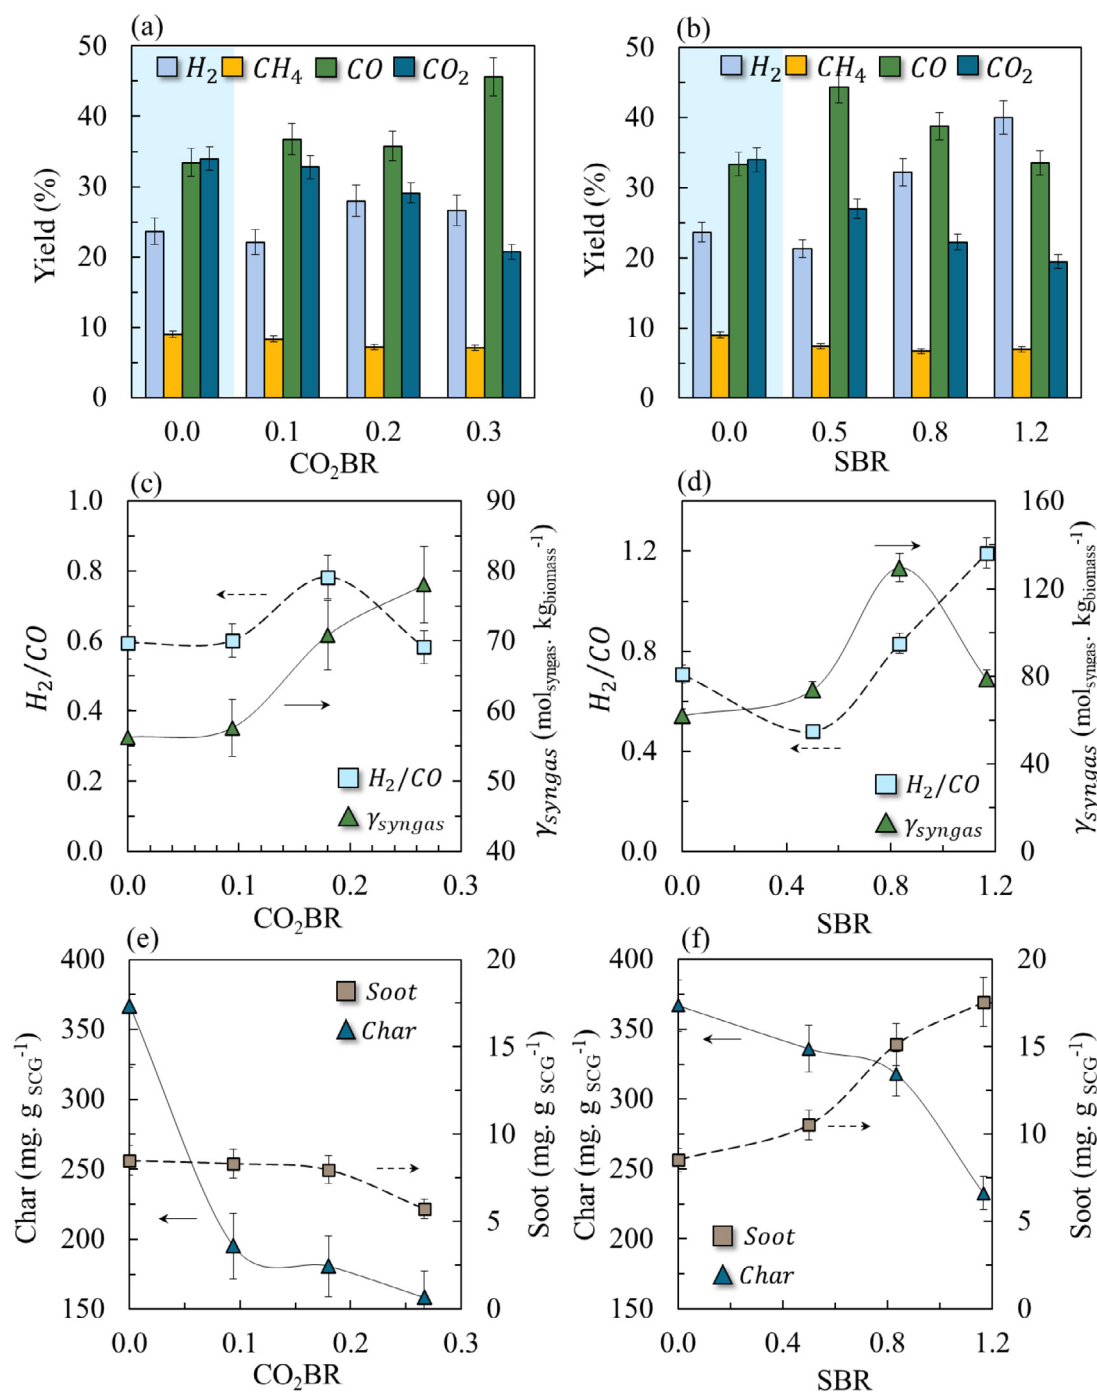 (a)
50
40
30
20
10
0
Yield (%)
H₂ CH₄ CO CO₂
0.0 0.1 0.2 0.3
CO₂BR
(b)
50
40
30
20
10
0
Yield (%)
H₂ CH₄ CO CO₂
0.0 0.5 0.8 1.2
SBR
(c)
1.0
0.8
0.6
0.4
0.2
0.0
H₂/CO
90
80
70
60
50
40
γsyngas (molsyngas. kgbiomass⁻¹)
H₂/CO
γsyngas
0.0 0.1 0.2 0.3
CO₂BR
(d)
1.2
0.8
0.4
0.0
H₂/CO
160
120
80
40
0
γsyngas (molsyngas. kgbiomass⁻¹)
H₂/CO
γsyngas
0.0 0.4 0.8 1.2
SBR
(e)
400
375
350
325
300
275
250
225
200
175
150
Char (mg. g SCG⁻¹)
20
15
10
5
0
Soot (mg. g SCG⁻¹)
Soot
Char
0.0 0.1 0.2 0.3
CO₂BR
(f)
400
350
300
250
200
150
Char (mg. g SCG⁻¹)
20
15
10
5
0
Soot (mg. g SCG⁻¹)
Soot
Char
0.0 0.4 0.8 1.2
SBR